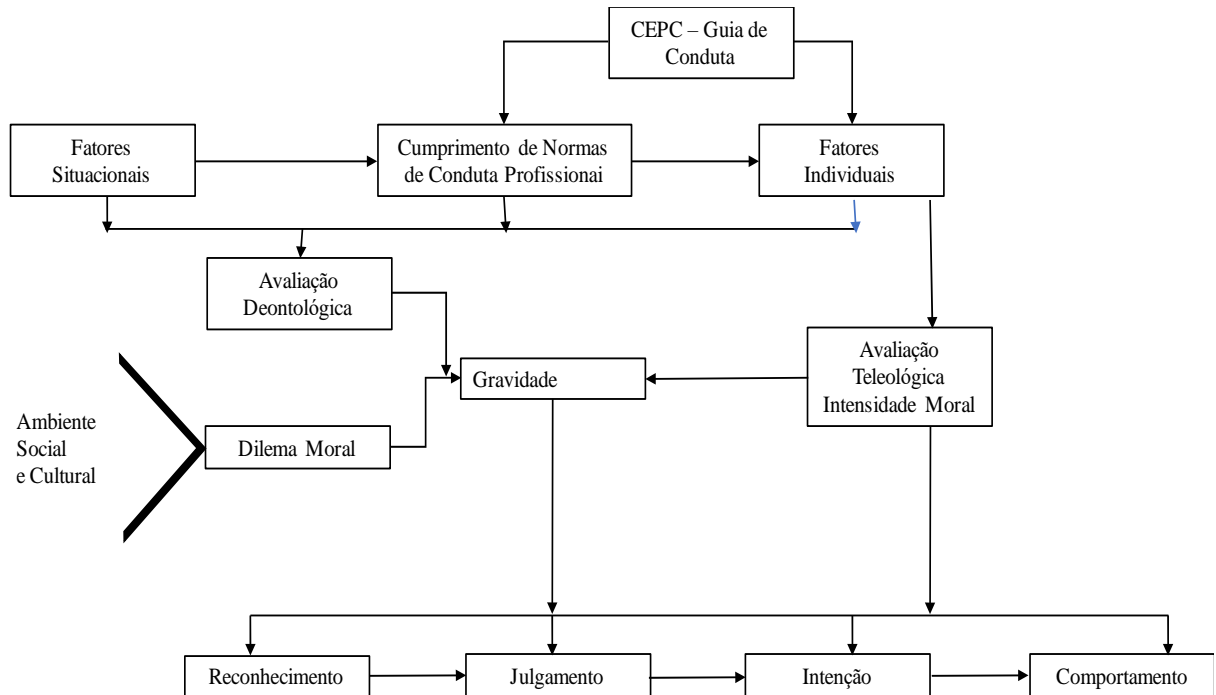 CEPC – Guia de
Conduta
Fatores
Situacionais
Cumprimento de Normas
de Conduta Profissionai
Fatores
Individuais
Avaliação
Deontológica
Avaliação
Teleológica
Intensidade Moral
Gravidade
Ambiente
Social
e Cultural
Dilema Moral
Reconhecimento
Julgamento
Intenção
Comportamento